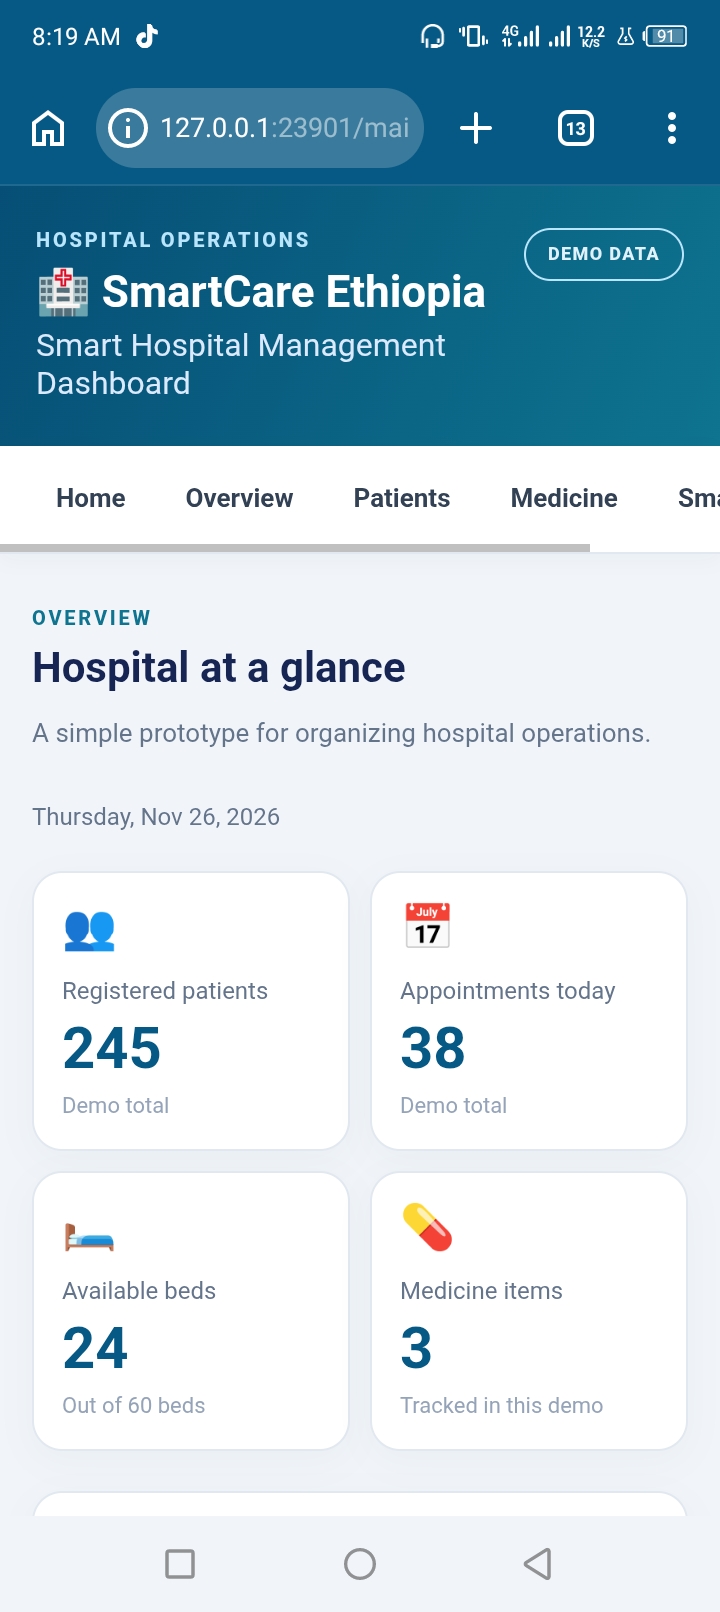 8:19 AM
4G
12.2
K/S
91
127.0.0.1:23901/mai
13
HOSPITAL OPERATIONS
DEMO DATA
🏥 SmartCare Ethiopia
Smart Hospital Management
Dashboard
Home Overview Patients Medicine Sma
OVERVIEW
Hospital at a glance
A simple prototype for organizing hospital operations.
Thursday, Nov 26, 2026
July
17
Registered patients
245
Demo total
Appointments today
38
Demo total
Available beds
24
Out of 60 beds
Medicine items
3
Tracked in this demo